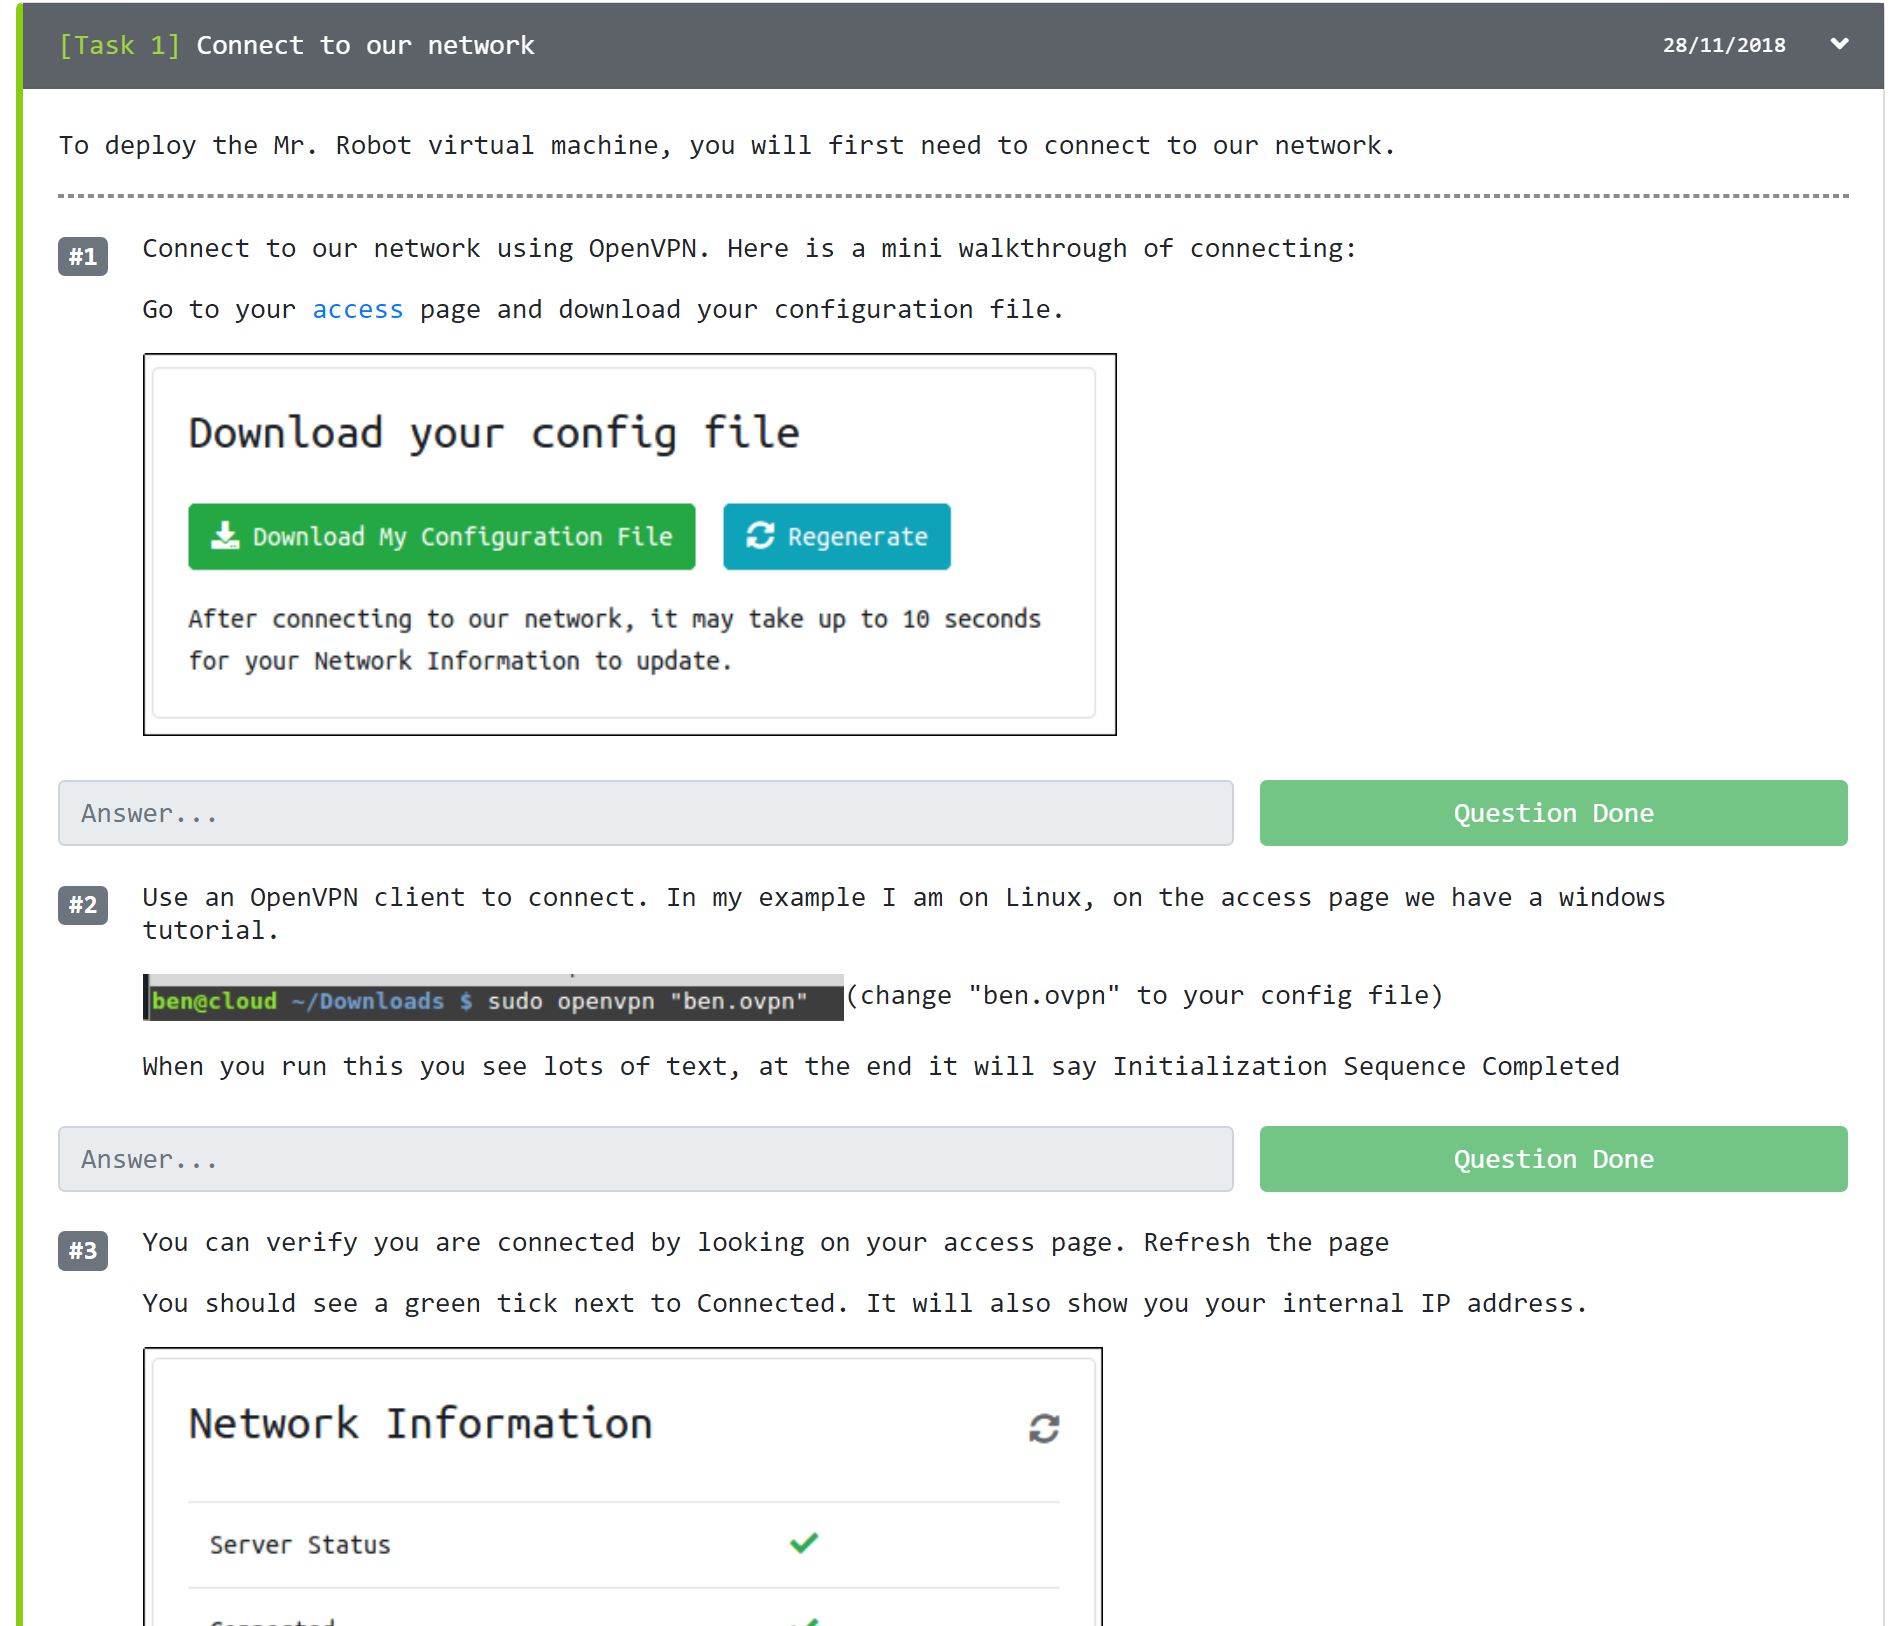 [Task 1] Connect to our network
28/11/2018
To deploy the Mr. Robot virtual machine, you will first need to connect to our network.
#1
Connect to our network using OpenVPN. Here is a mini walkthrough of connecting:
Go to your access page and download your configuration file.
Download your config file
Download My Configuration File
Regenerate
After connecting to our network, it may take up to 10 seconds
for your Network Information to update.
Answer...
Question Done
#2
Use an OpenVPN client to connect. In my example I am on Linux, on the access page we have a windows
tutorial.
ben@cloud ~/Downloads $ sudo openvpn "ben.ovpn"
(change "ben.ovpn" to your config file)
When you run this you see lots of text, at the end it will say Initialization Sequence Completed
Answer...
Question Done
#3
You can verify you are connected by looking on your access page. Refresh the page
You should see a green tick next to Connected. It will also show you your internal IP address.
Network Information
Server Status